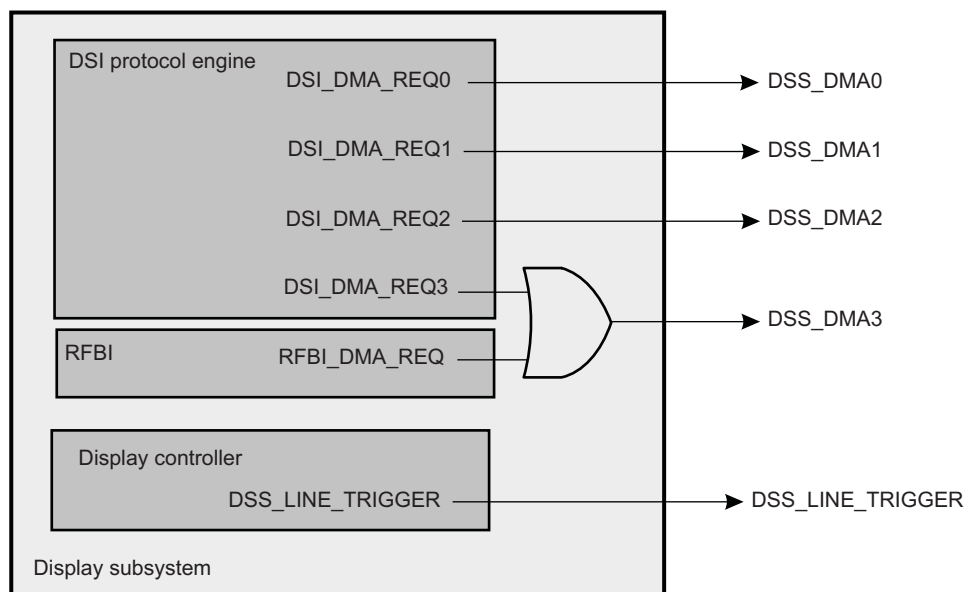 DSI protocol engine
DSI_DMA_REQ0
DSS_DMA0
DSI_DMA_REQ1
DSS_DMA1
DSI_DMA_REQ2
DSS_DMA2
DSI_DMA_REQ3
DSS_DMA3
RFBI
RFBI_DMA_REQ
Display controller
DSS_LINE_TRIGGER
DSS_LINE_TRIGGER
Display subsystem